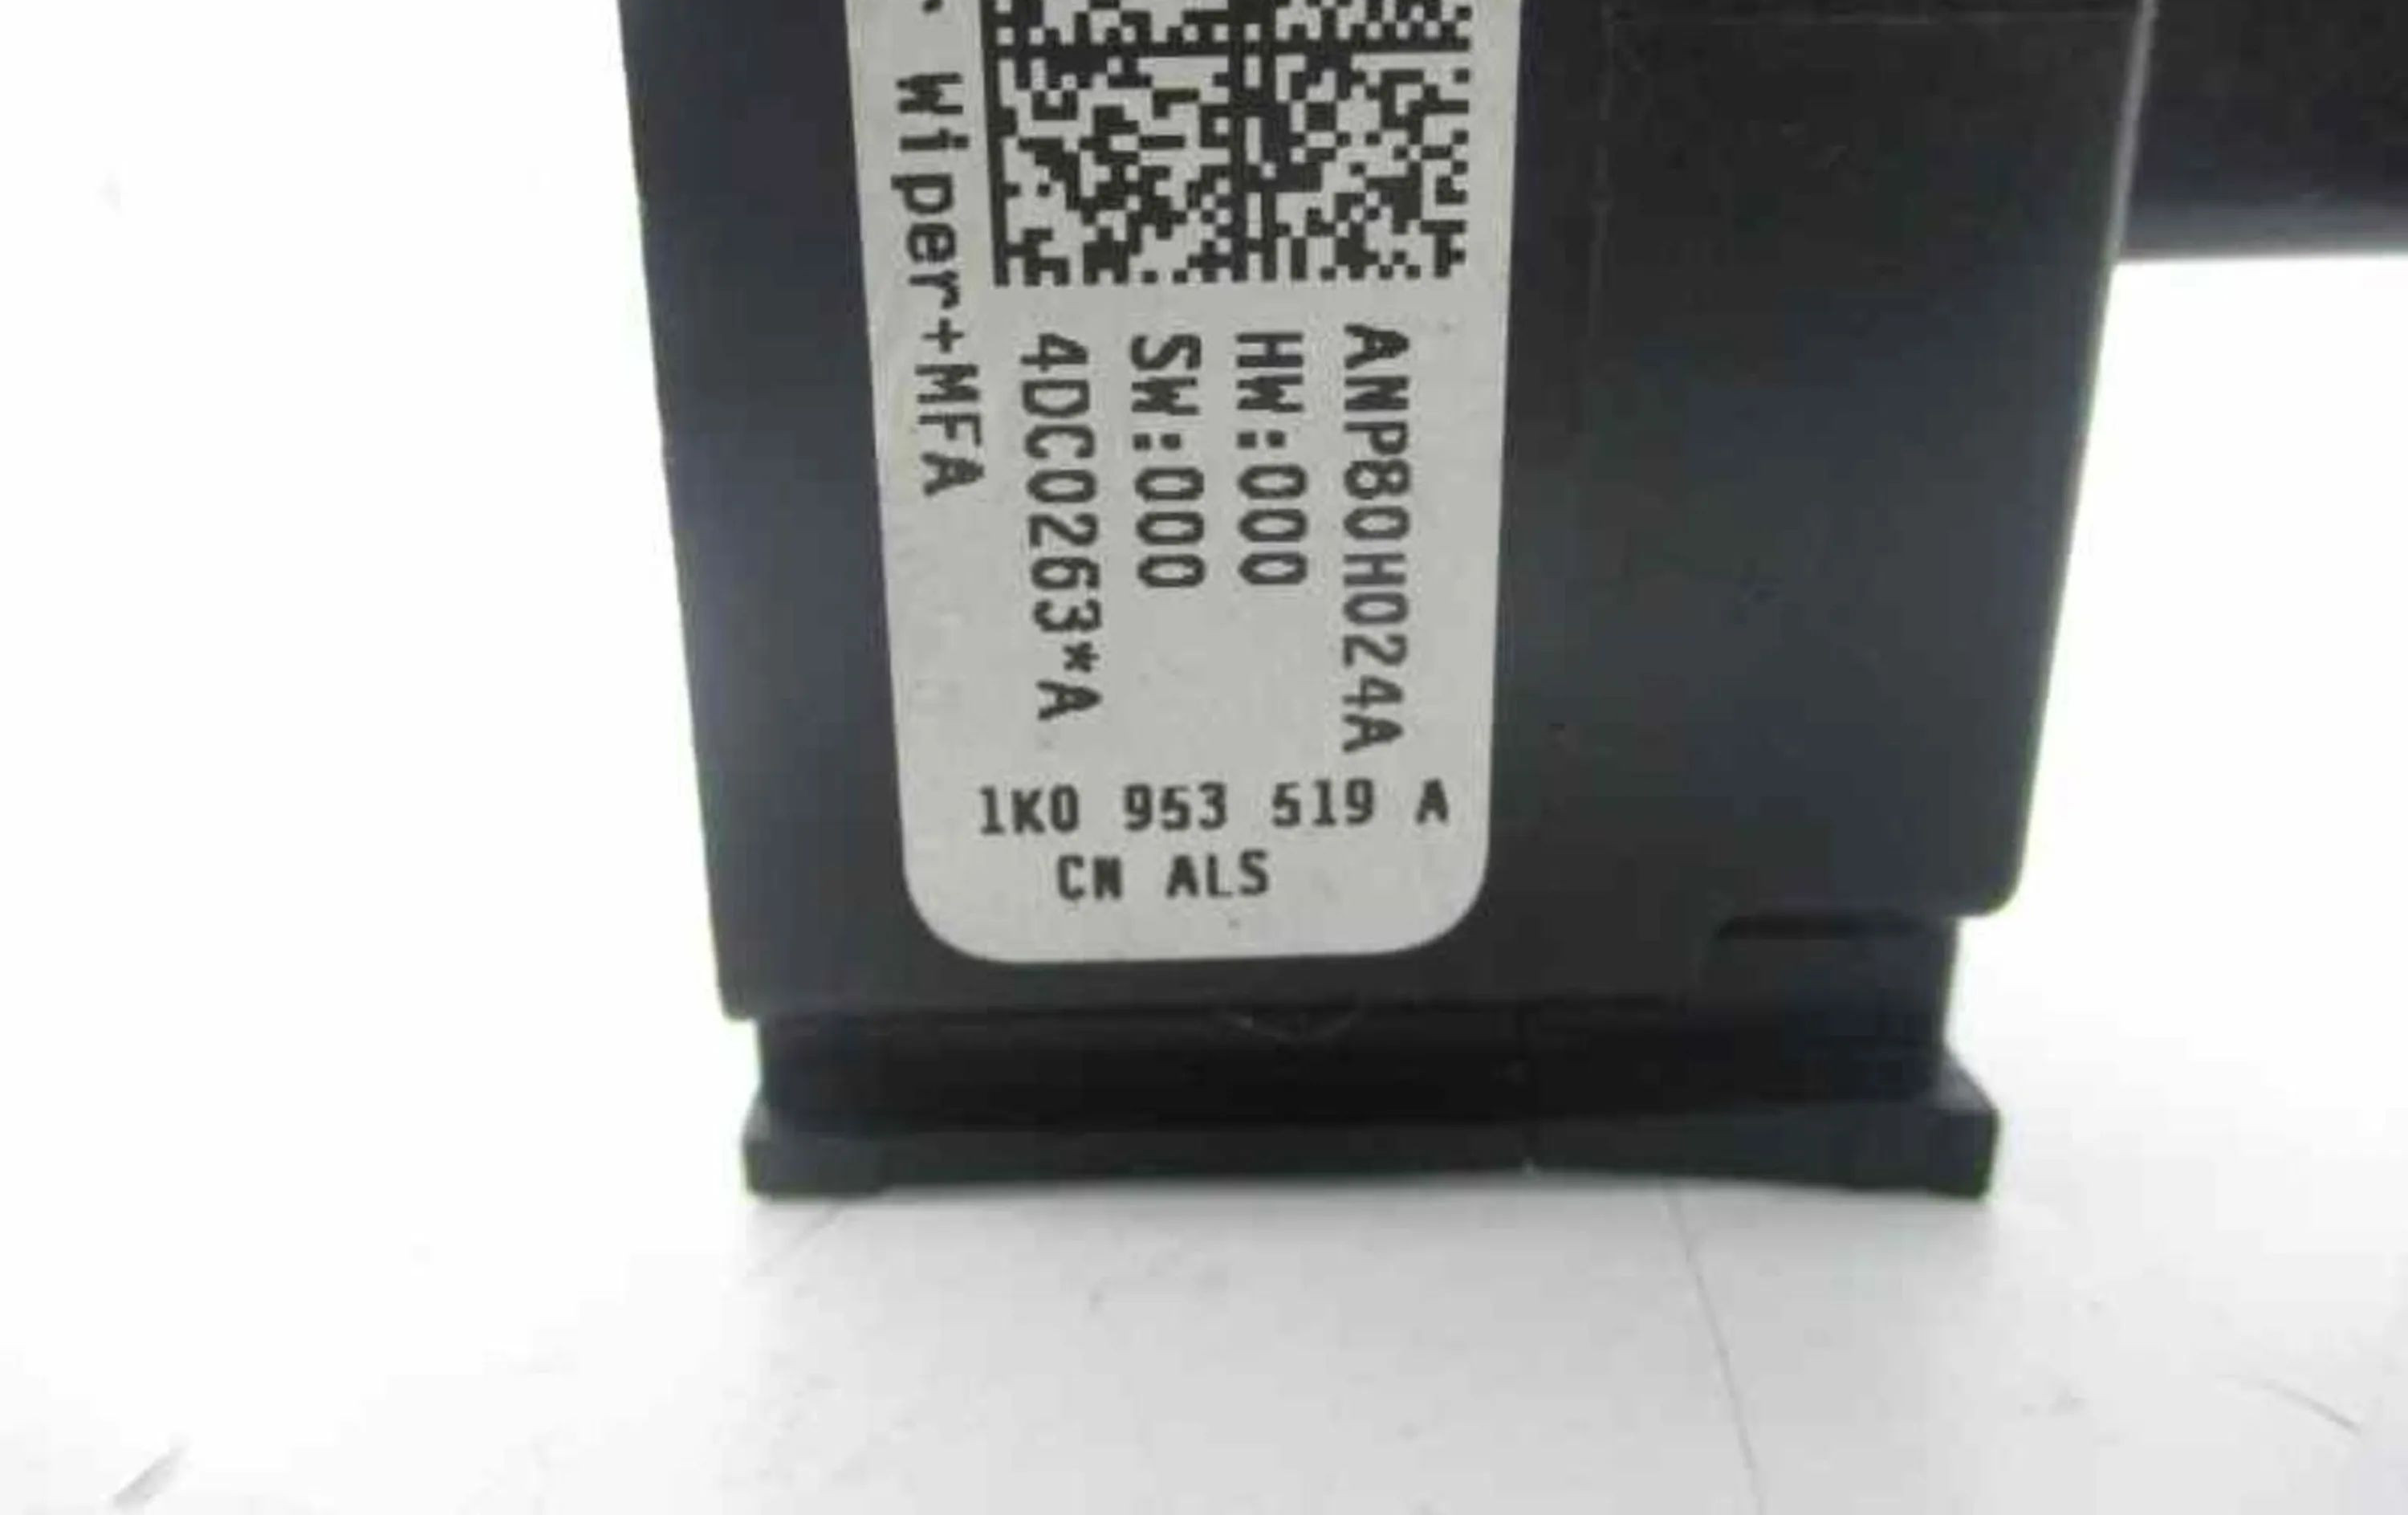 ANP80H024A
HW:000
SW:000
4DC0263*A
Wiper+MFA
1K0 953 519 A
CN ALS